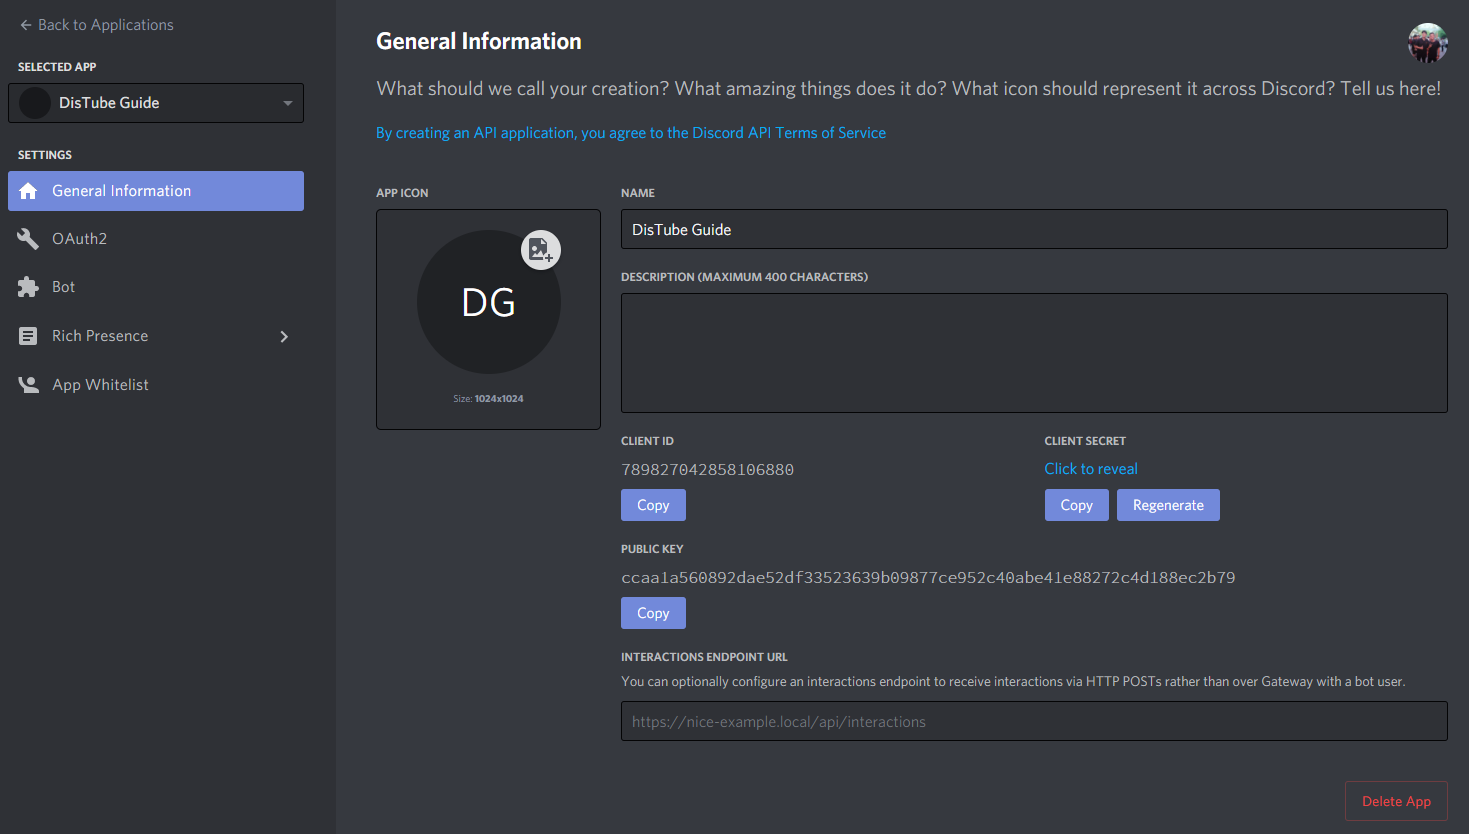 Back to Applications
SELECTED APP
DisTube Guide
SETTINGS
General Information
OAuth2
Bot
Rich Presence
App Whitelist
General Information
What should we call your creation? What amazing things does it do? What icon should represent it across Discord? Tell us here!
By creating an API application, you agree to the Discord API Terms of Service
APP ICON
DG
Size: 1024x1024
NAME
DisTube Guide
DESCRIPTION (MAXIMUM 400 CHARACTERS)
CLIENT ID
789827042858106880
Copy
CLIENT SECRET
Click to reveal
Copy Regenerate
PUBLIC KEY
ccaa1a560892dae52df33523639b09877ce952c40abe41e88272c4d188ec2b79
Copy
INTERACTIONS ENDPOINT URL
You can optionally configure an interactions endpoint to receive interactions via HTTP POSTs rather than over Gateway with a bot user.
https://nice-example.local/api/interactions
Delete App